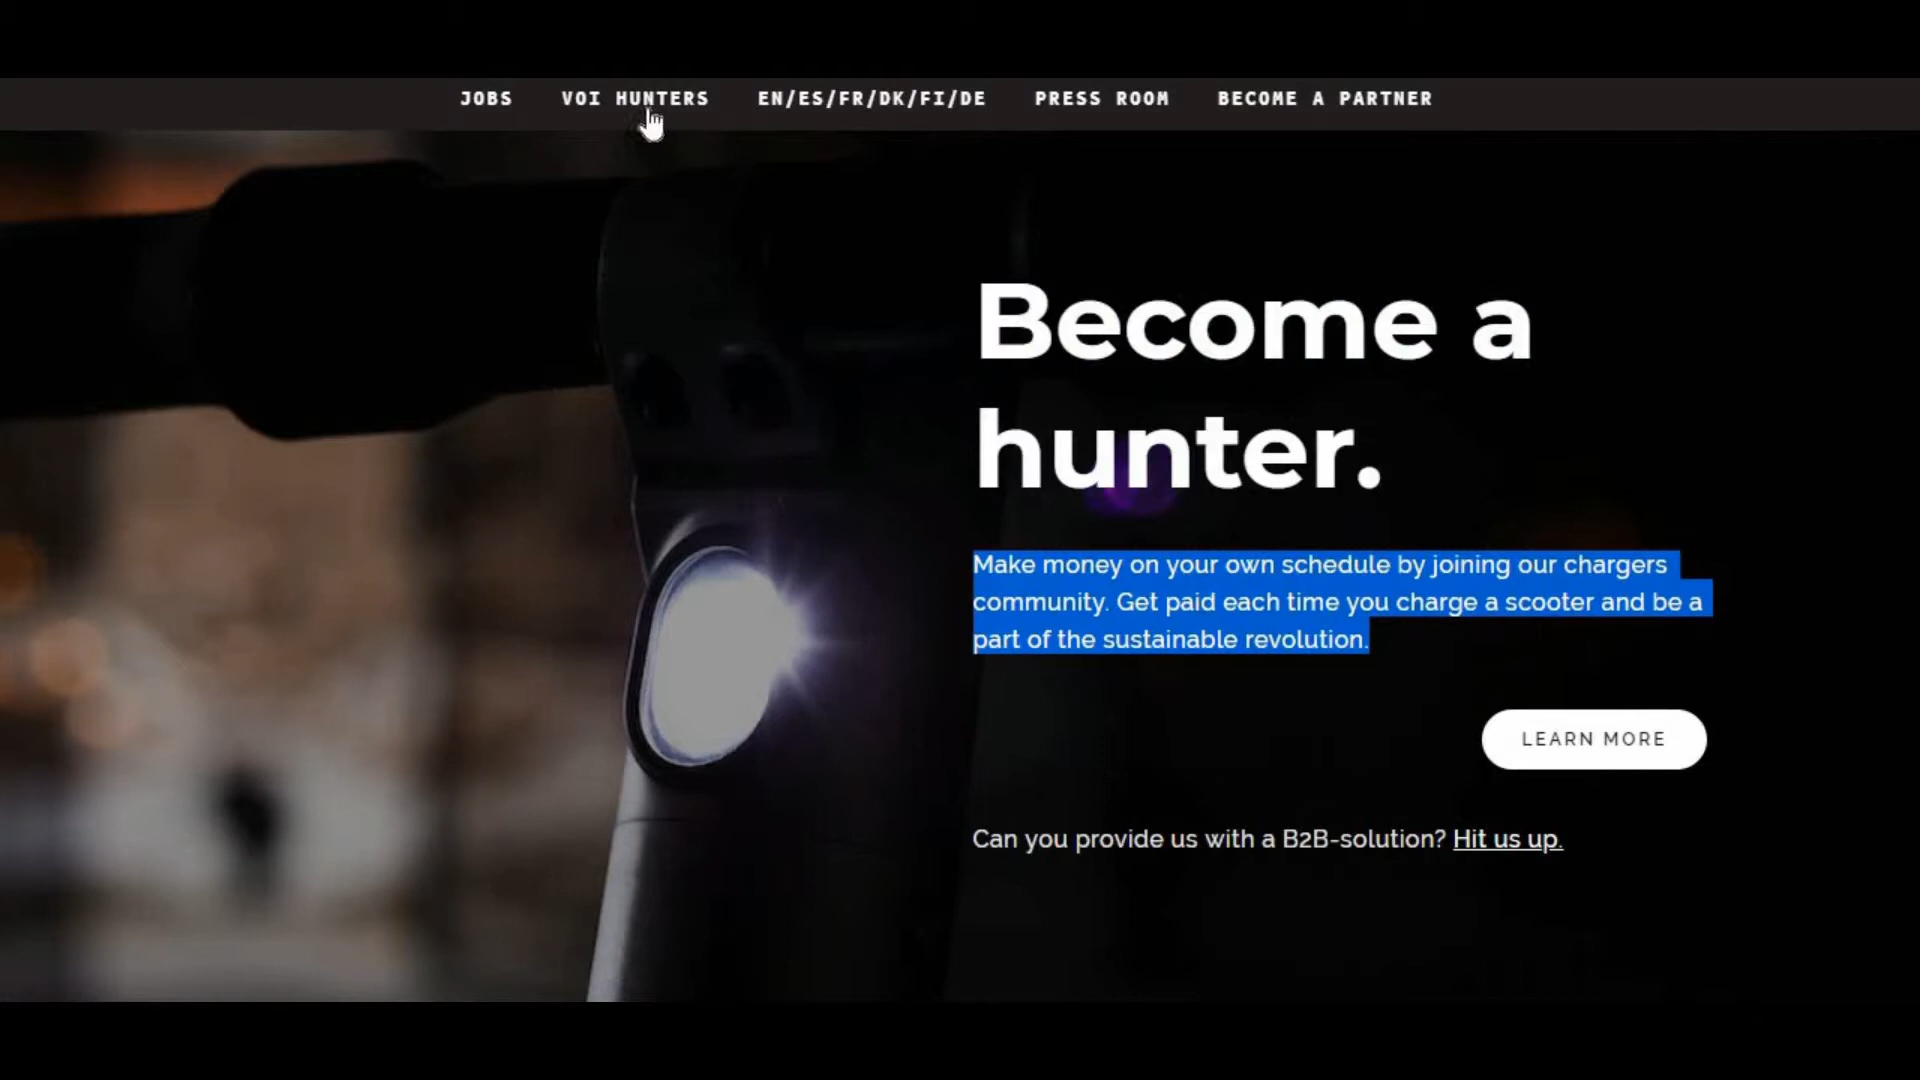 JOBS VOI HUNTERS EN/ES/FR/DK/FI/DE PRESS ROOM BECOME A PARTNER
Become a
hunter.
Make money on your own schedule by joining our chargers
community. Get paid each time you charge a scooter and be a
part of the sustainable revolution.
LEARN MORE
Can you provide us with a B2B-solution? Hit us up.